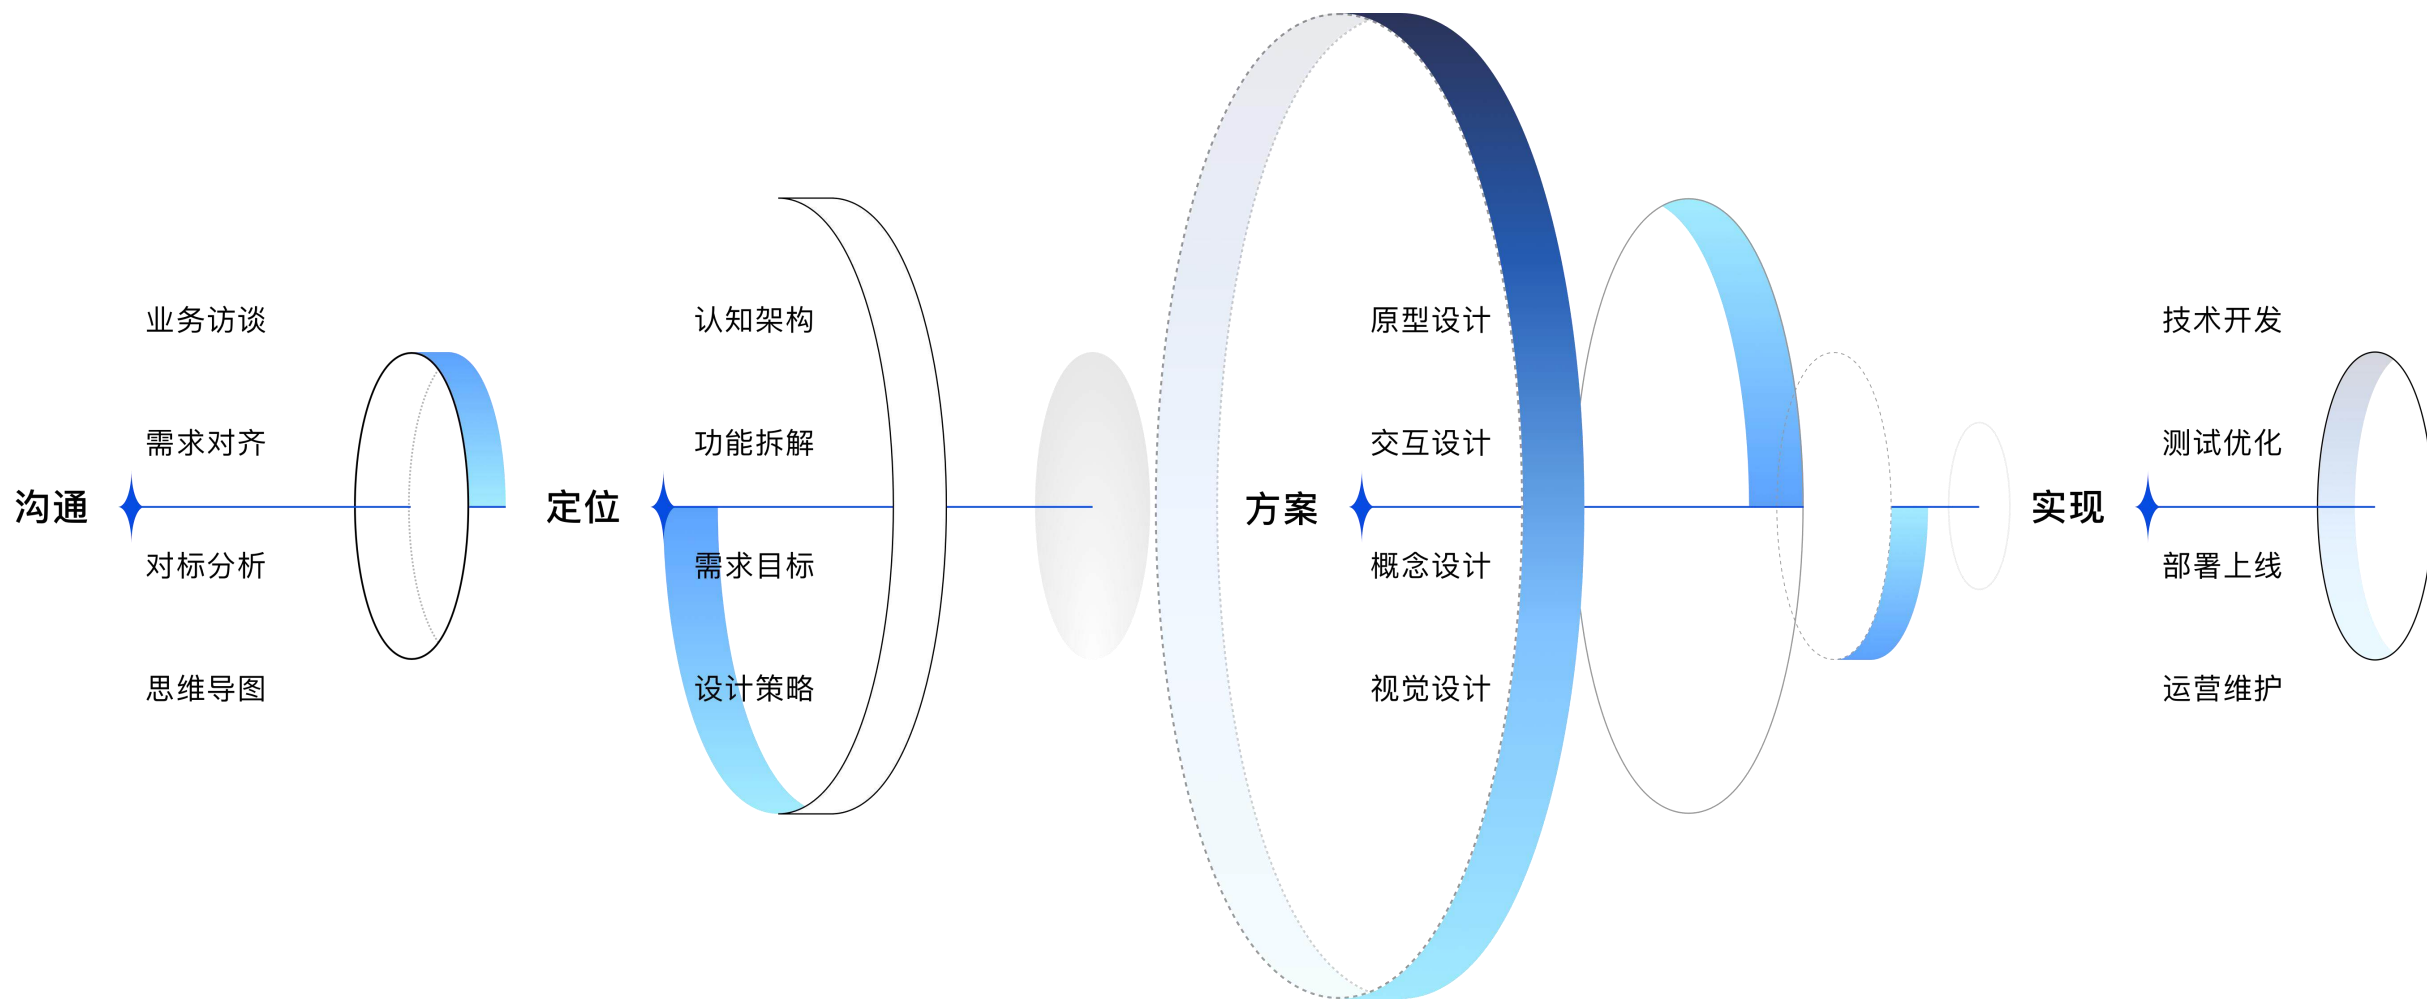 沟通
业务访谈
需求对齐
对标分析
思维导图
定位
认知架构
功能拆解
需求目标
设计策略
方案
原型设计
交互设计
概念设计
视觉设计
实现
技术开发
测试优化
部署上线
运营维护